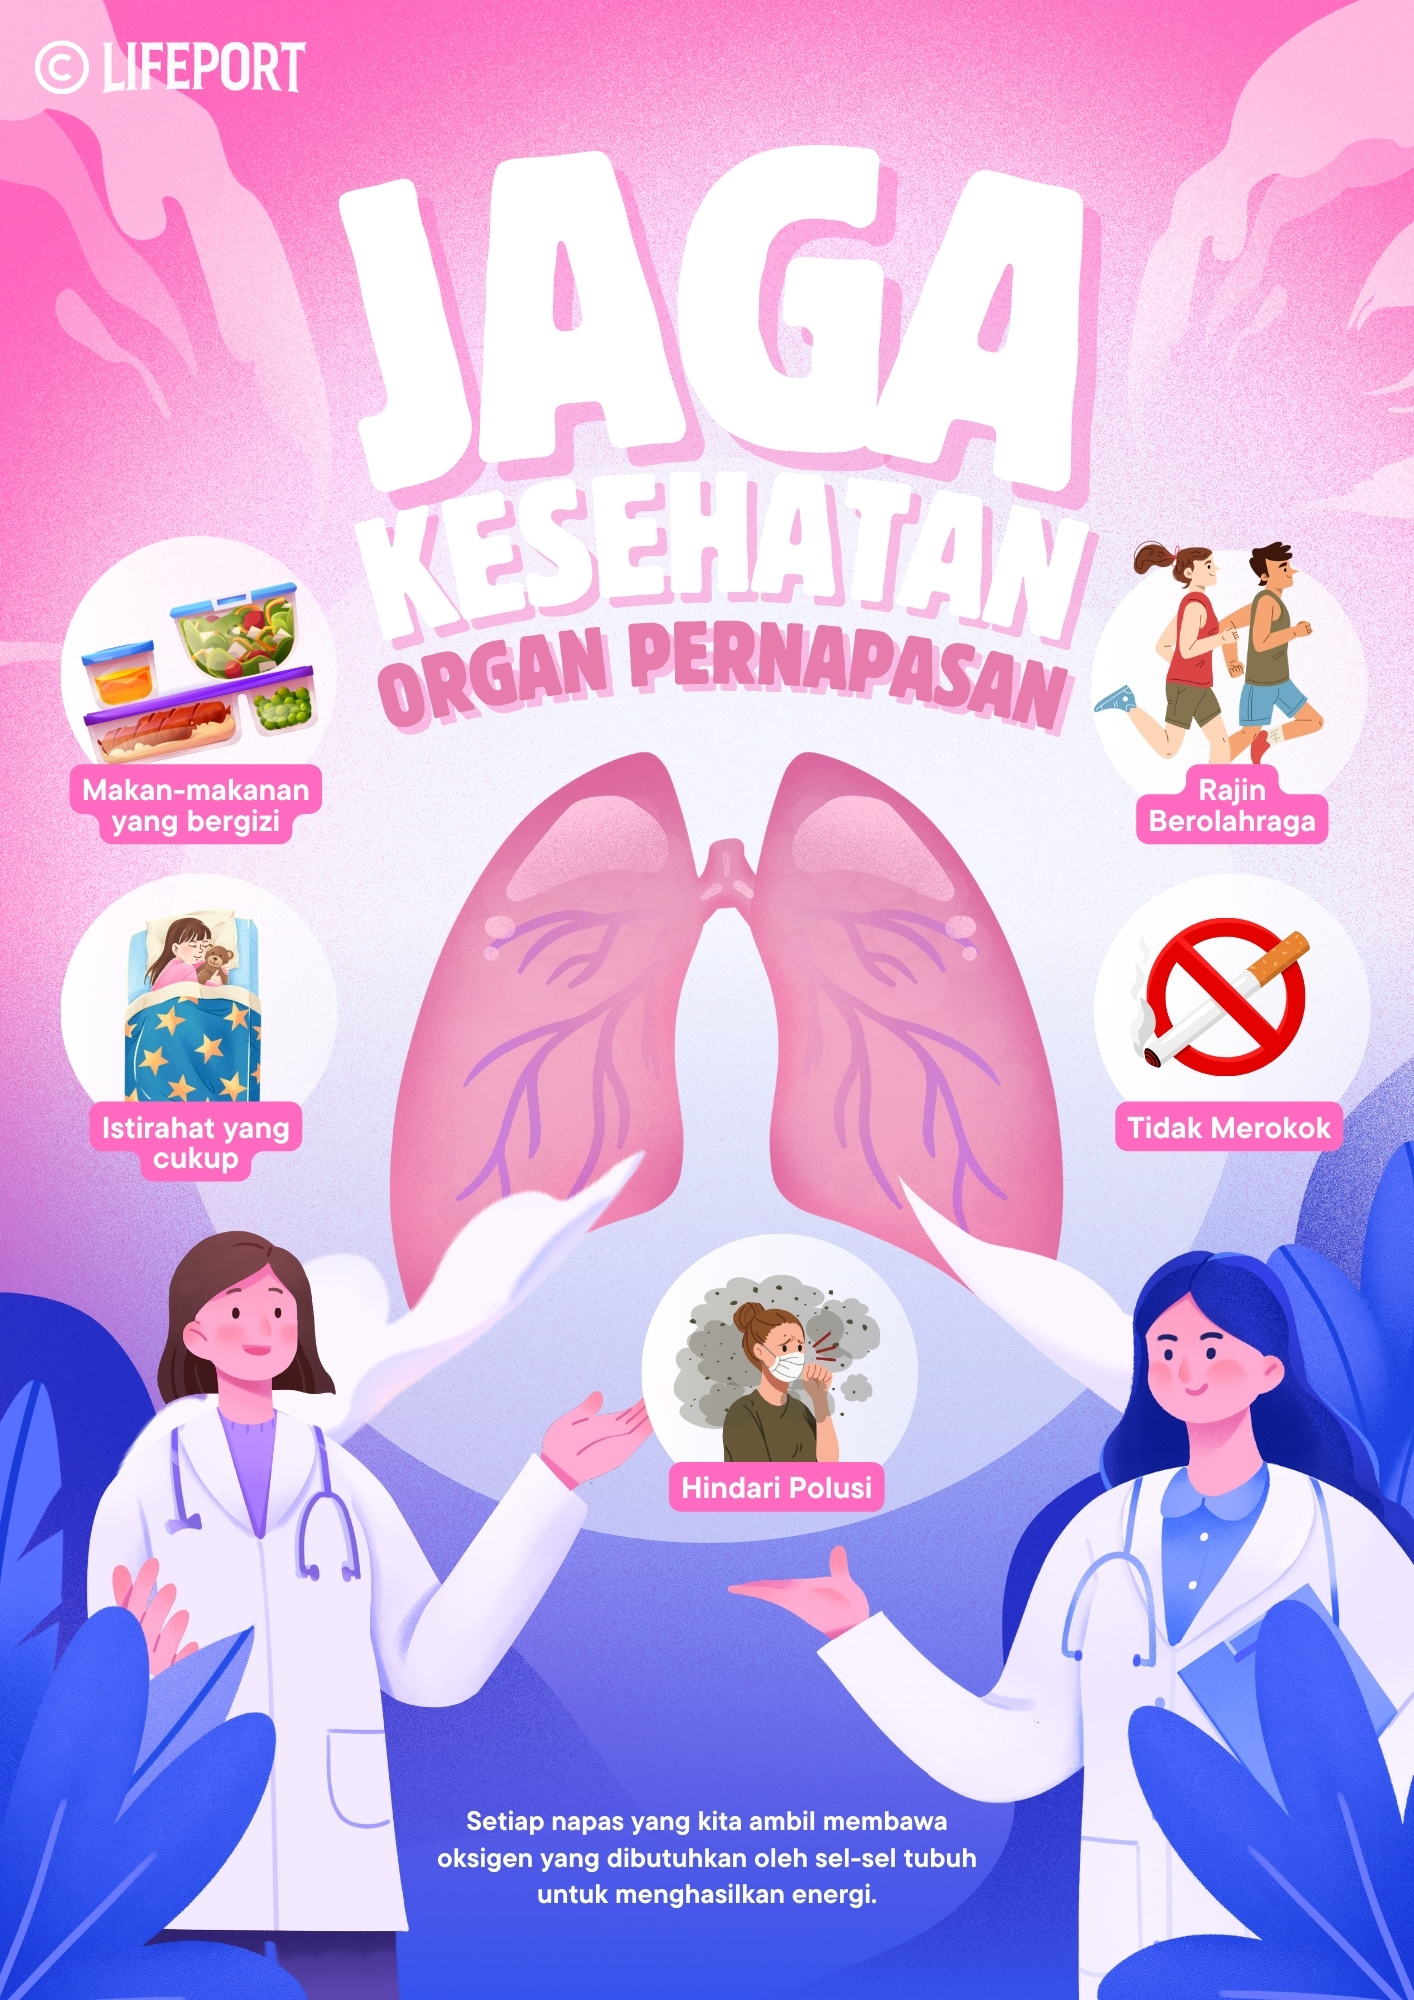 © LIFEPORT
JAGA
KESEHATAN
ORGAN PERNAPASAN
Makan-makanan
yang bergizi
Rajin
Berolahraga
Istirahat yang
cukup
Tidak Merokok
Hindari Polusi
Setiap napas yang kita ambil membawa
oksigen yang dibutuhkan oleh sel-sel tubuh
untuk menghasilkan energi.